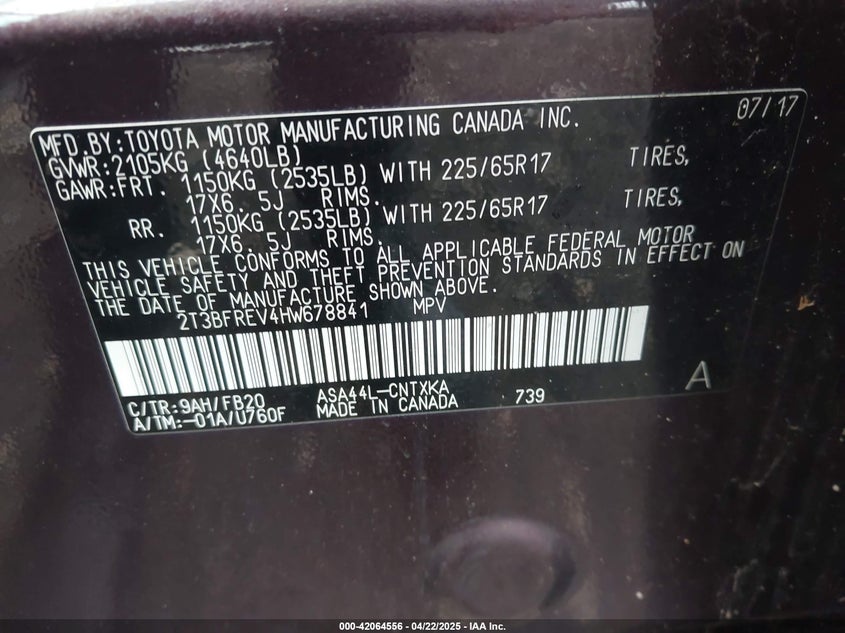 07/17
MFD.BY:TOYOTA MOTOR MANUFACTURING CANADA INC.
GVWR:2105KG (4640LB)
GAWR:FRT. 1150KG (2535LB) WITH 225/65R17 TIRES,
17X6.5J RIMS.
RR. 1150KG (2535LB) WITH 225/65R17 TIRES,
17X6.5J RIMS.
THIS VEHICLE CONFORMS TO ALL APPLICABLE FEDERAL MOTOR
VEHICLE SAFETY AND THEFT PREVENTION STANDARDS IN EFFECT ON
THE DATE OF MANUFACTURE SHOWN ABOVE.
2T3BFREV4HW678841 MPV
C/TR:9AH/FB20 ASA44L-CNTXKA 739 A
A/TM:-01A/U760F MADE IN CANADA
000-42064556 - 04/22/2025 - IAA Inc.